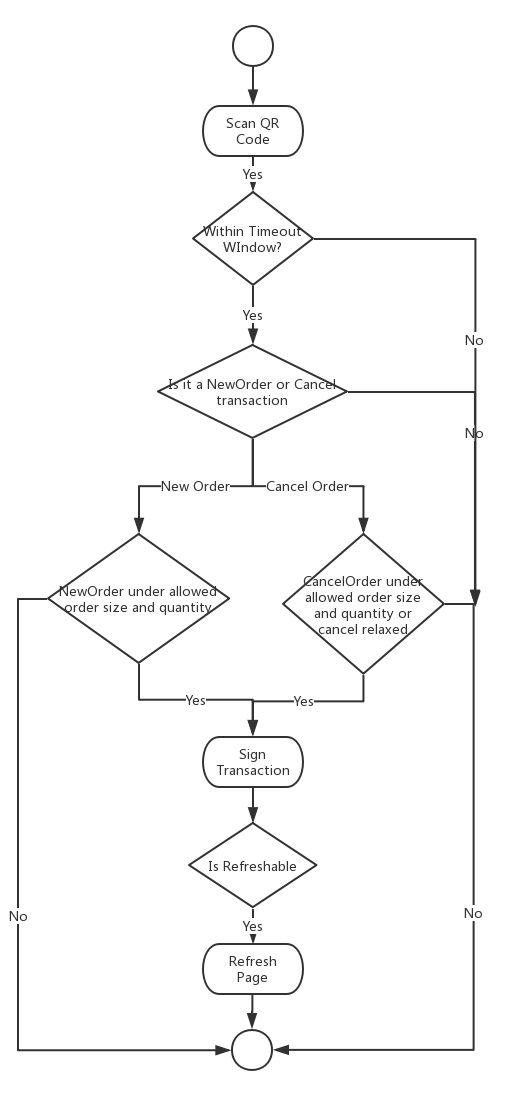 Scan QR
Code
Yes
Within Timeout
WIndow?
Yes
No
Is it a NewOrder or Cancel
transaction
No
New Order
Cancel Order
NewOrder under allowed
order size and quantity
CancelOrder under
allowed order size
and quantity or
cancel relaxed
Yes
Yes
Sign
Transaction
Is Refreshable
No
No
Yes
Refresh
Page